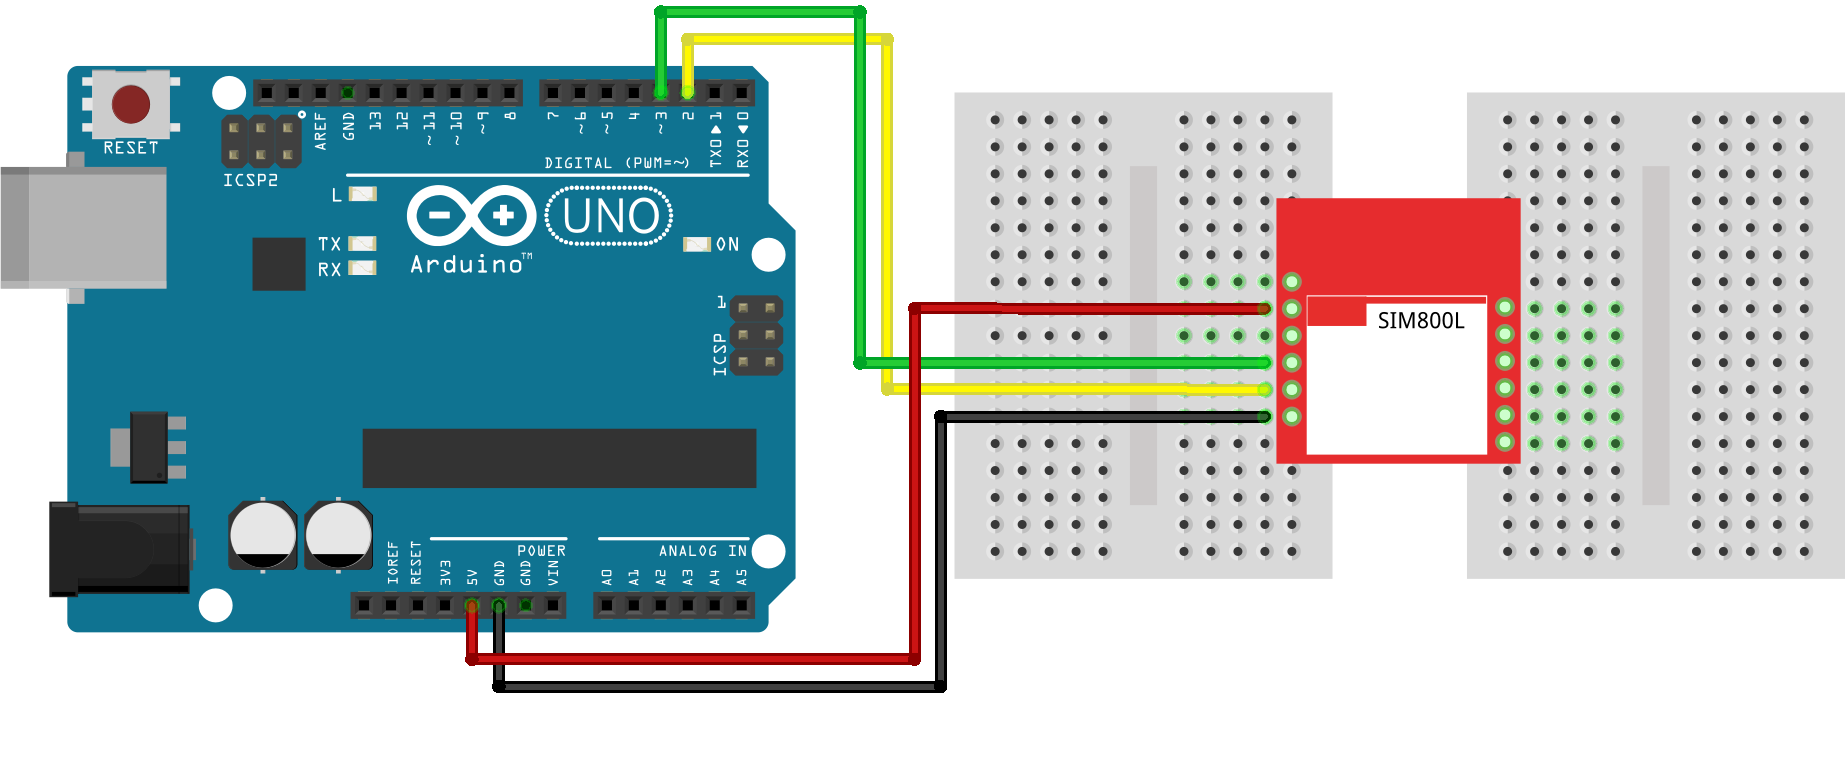 RESET
ICSP2
AREF
GND
13
12
~11
~10
~9
8
7
~6
~5
4
~3
2
TX0▶1
RX0◀0
DIGITAL (PWM=~)
L
TX
RX
UNO
Arduino™
ON
1
ICSP
SIM800L
POWER
ANALOG IN
IOREF
RESET
3V3
5V
GND
GND
VIN
A0
A1
A2
A3
A4
A5